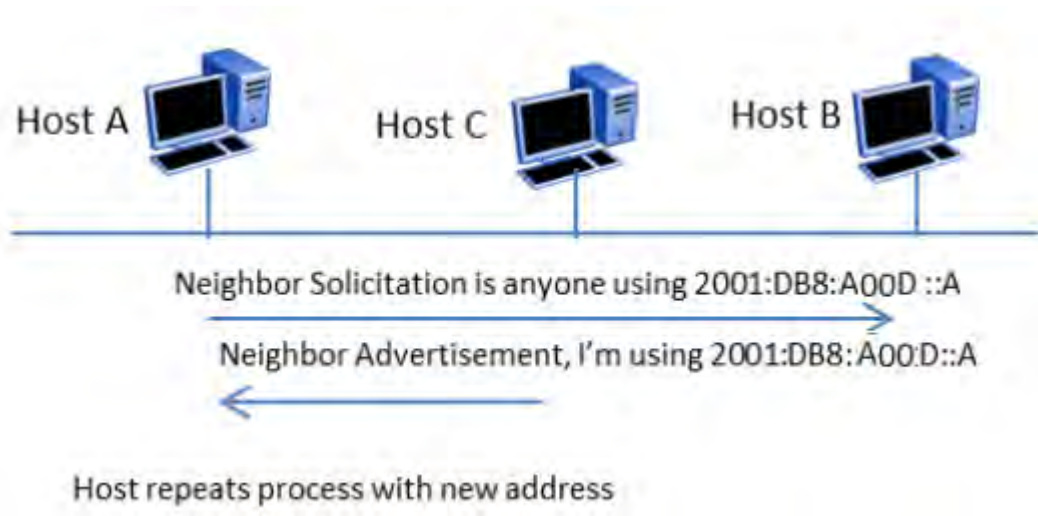 Host A
Host C
Host B
Neighbor Solicitation is anyone using 2001:DB8:A00D ::A
Neighbor Advertisement, I'm using 2001:DB8:A00:D::A
Host repeats process with new address